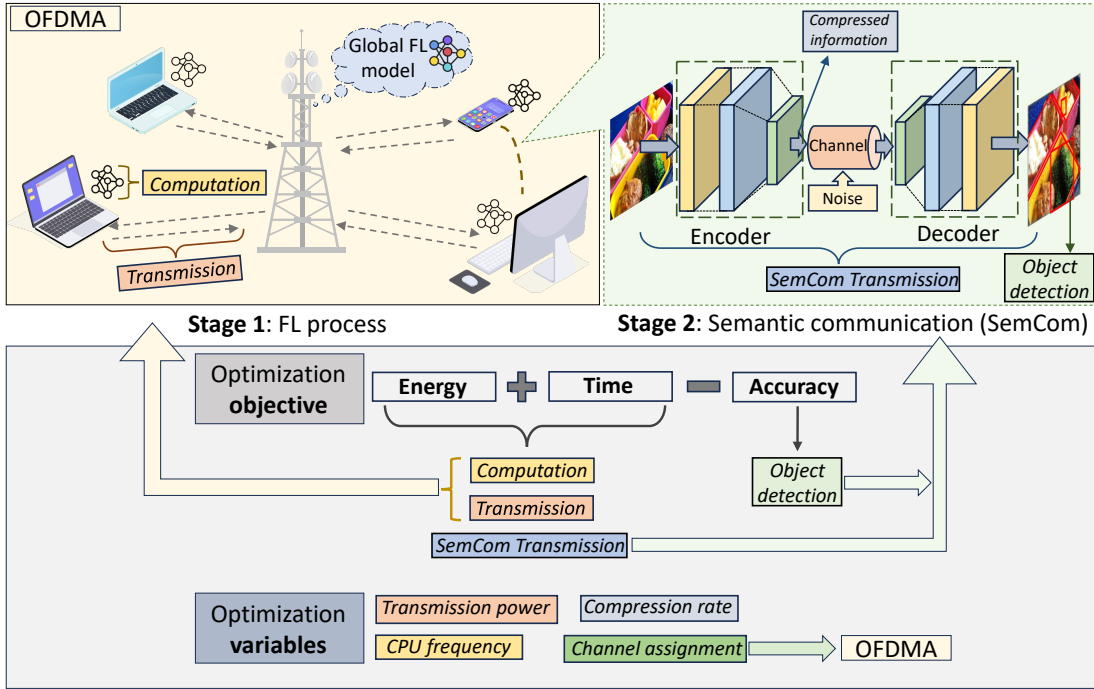 OFDMA
Global FL
model
Computation
Transmission
Compressed
information
Channel
Noise
Encoder
Decoder
SemCom Transmission
Object
detection
Stage 1: FL process
Stage 2: Semantic communication (SemCom)
Optimization
objective
Energy
Time
Accuracy
Computation
Transmission
SemCom Transmission
Object
detection
Optimization
variables
Transmission power
Compression rate
CPU frequency
Channel assignment
OFDMA